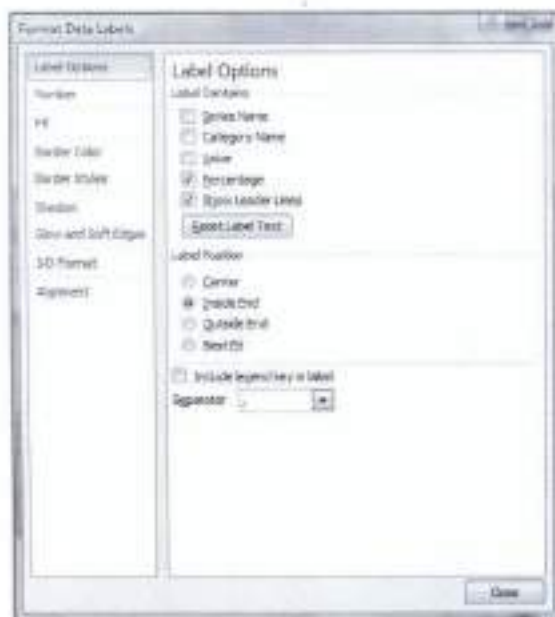 Format Data Labels
Label Options
Number
Fill
Border Color
Border Styles
Shadow
Glow and Soft Edges
3-D Format
Alignment
Label Options
Label Contains
Series Name
Category Name
Value
Percentage
Show Leader Lines
Reset Label Text
Label Position
Center
Inside End
Outside End
Best Fit
Include legend key in label
Separator
Close